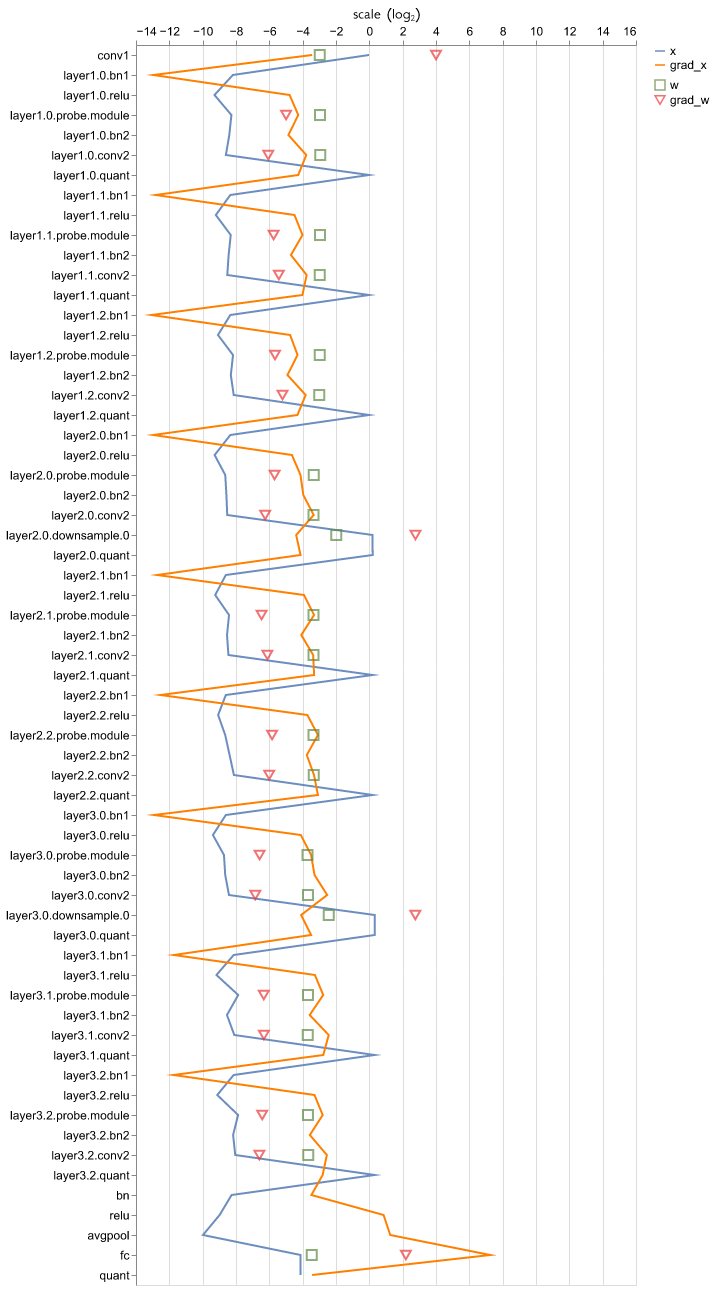 scale (log₂)
−14 −12 −10 −8 −6 −4 −2 0 2 4 6 8 10 12 14 16
x
grad_x
w
grad_w
conv1
layer1.0.bn1
layer1.0.relu
layer1.0.probe.module
layer1.0.bn2
layer1.0.conv2
layer1.0.quant
layer1.1.bn1
layer1.1.relu
layer1.1.probe.module
layer1.1.bn2
layer1.1.conv2
layer1.1.quant
layer1.2.bn1
layer1.2.relu
layer1.2.probe.module
layer1.2.bn2
layer1.2.conv2
layer1.2.quant
layer2.0.bn1
layer2.0.relu
layer2.0.probe.module
layer2.0.bn2
layer2.0.conv2
layer2.0.downsample.0
layer2.0.quant
layer2.1.bn1
layer2.1.relu
layer2.1.probe.module
layer2.1.bn2
layer2.1.conv2
layer2.1.quant
layer2.2.bn1
layer2.2.relu
layer2.2.probe.module
layer2.2.bn2
layer2.2.conv2
layer2.2.quant
layer3.0.bn1
layer3.0.relu
layer3.0.probe.module
layer3.0.bn2
layer3.0.conv2
layer3.0.downsample.0
layer3.0.quant
layer3.1.bn1
layer3.1.relu
layer3.1.probe.module
layer3.1.bn2
layer3.1.conv2
layer3.1.quant
layer3.2.bn1
layer3.2.relu
layer3.2.probe.module
layer3.2.bn2
layer3.2.conv2
layer3.2.quant
bn
relu
avgpool
fc
quant